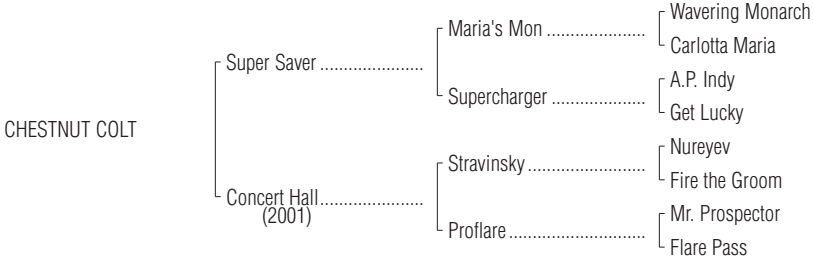 Wavering Monarch
Maria's Mon ......................
Carlotta Maria
Super Saver ......................
A.P. Indy
Supercharger ....................
Get Lucky
CHESTNUT COLT
Nureyev
Stravinsky .........................
Fire the Groom
Concert Hall ......................
(2001)
Mr. Prospector
Proflare .............................
Flare Pass